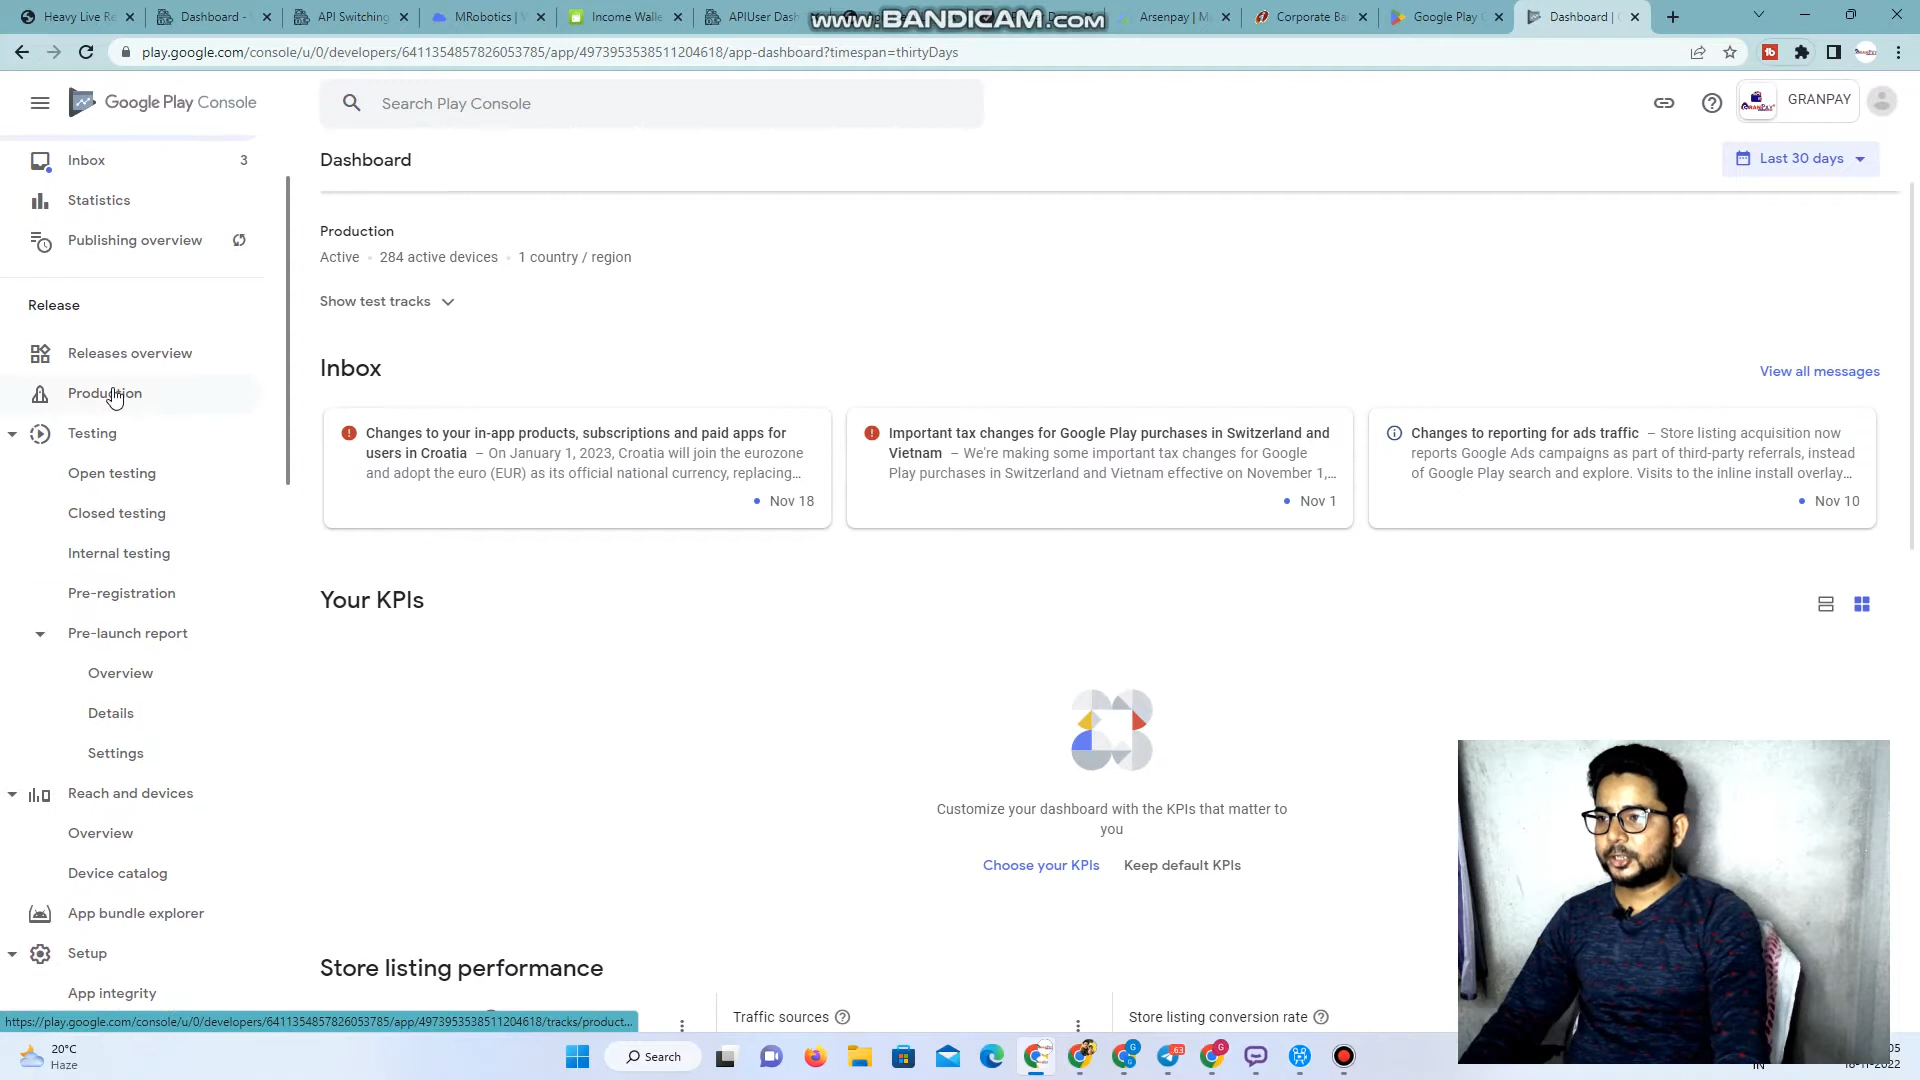 Heavy Live Re
Dashboard -
API Switching
MRobotics | V
Income Walle
APIUser Dash
www.BANDICAM.com
Arsenpay | M
Corporate Ba
Google Play C
Dashboard |
play.google.com/console/u/0/developers/6411354857826053785/app/4973953538511204618/app-dashboard?timespan=thirtyDays
Google Play Console
Search Play Console
GRANPAY
Inbox
3
Statistics
Publishing overview
Release
Releases overview
Production
Testing
Open testing
Closed testing
Internal testing
Pre-registration
Pre-launch report
Overview
Details
Settings
Reach and devices
Overview
Device catalog
App bundle explorer
Setup
App integrity
Dashboard
Last 30 days
Production
Active • 284 active devices • 1 country / region
Show test tracks
Inbox
View all messages
Changes to your in-app products, subscriptions and paid apps for
users in Croatia – On January 1, 2023, Croatia will join the eurozone
and adopt the euro (EUR) as its official national currency, replacing...
Nov 18
Important tax changes for Google Play purchases in Switzerland and
Vietnam – We're making some important tax changes for Google
Play purchases in Switzerland and Vietnam effective on November 1,...
Nov 1
Changes to reporting for ads traffic – Store listing acquisition now
reports Google Ads campaigns as part of third-party referrals, instead
of Google Play search and explore. Visits to the inline install overlay...
Nov 10
Your KPIs
Customize your dashboard with the KPIs that matter to
you
Choose your KPIs
Keep default KPIs
Store listing performance
Traffic sources
Store listing conversion rate
https://play.google.com/console/u/0/developers/6411354857826053785/app/4973953538511204618/tracks/product...
20°C
Haze
Search
63
IN